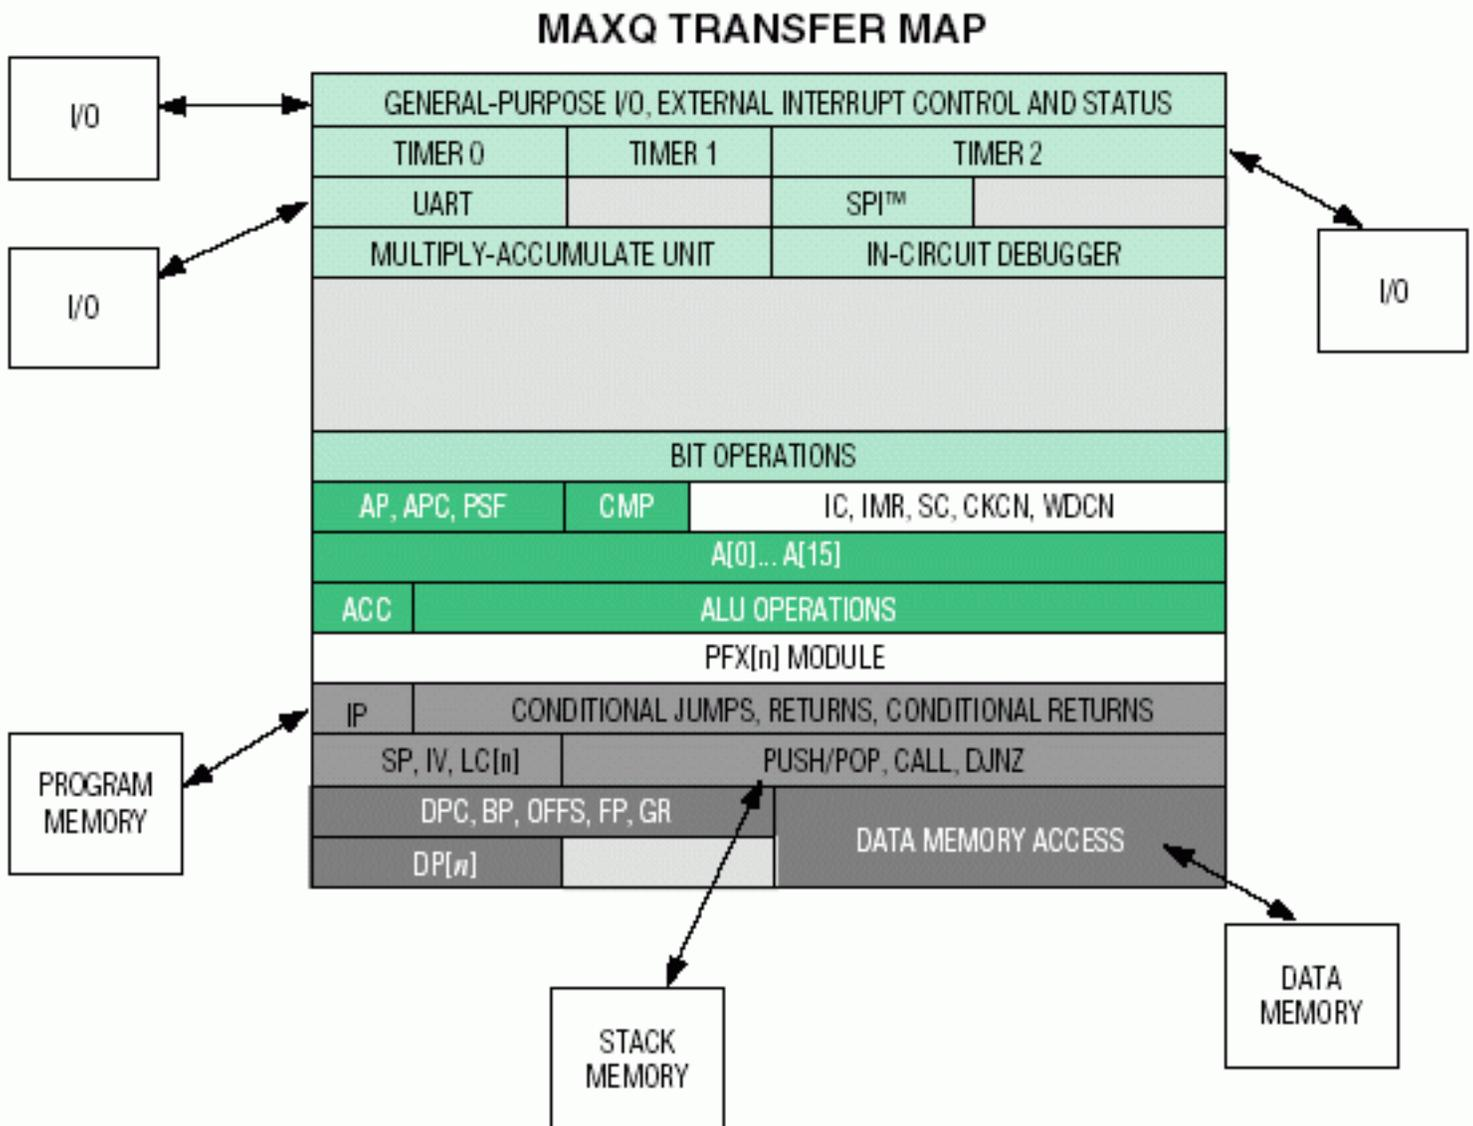 MAXQ TRANSFER MAP
I/O
GENERAL-PURPOSE I/O, EXTERNAL INTERRUPT CONTROL AND STATUS
TIMER 0
TIMER 1
TIMER 2
UART
SPI™
MULTIPLY-ACCUMULATE UNIT
IN-CIRCUIT DEBUGGER
I/O
I/O
BIT OPERATIONS
AP, APC, PSF
CMP
IC, IMR, SC, CKCN, WDCN
A[0]... A[15]
ACC
ALU OPERATIONS
PFX[n] MODULE
IP
CONDITIONAL JUMPS, RETURNS, CONDITIONAL RETURNS
SP, IV, LC[n]
PUSH/POP, CALL, DJNZ
PROGRAM
MEMORY
DPC, BP, OFFS, FP, GR
DATA MEMORY ACCESS
DP[n]
STACK
MEMORY
DATA
MEMORY